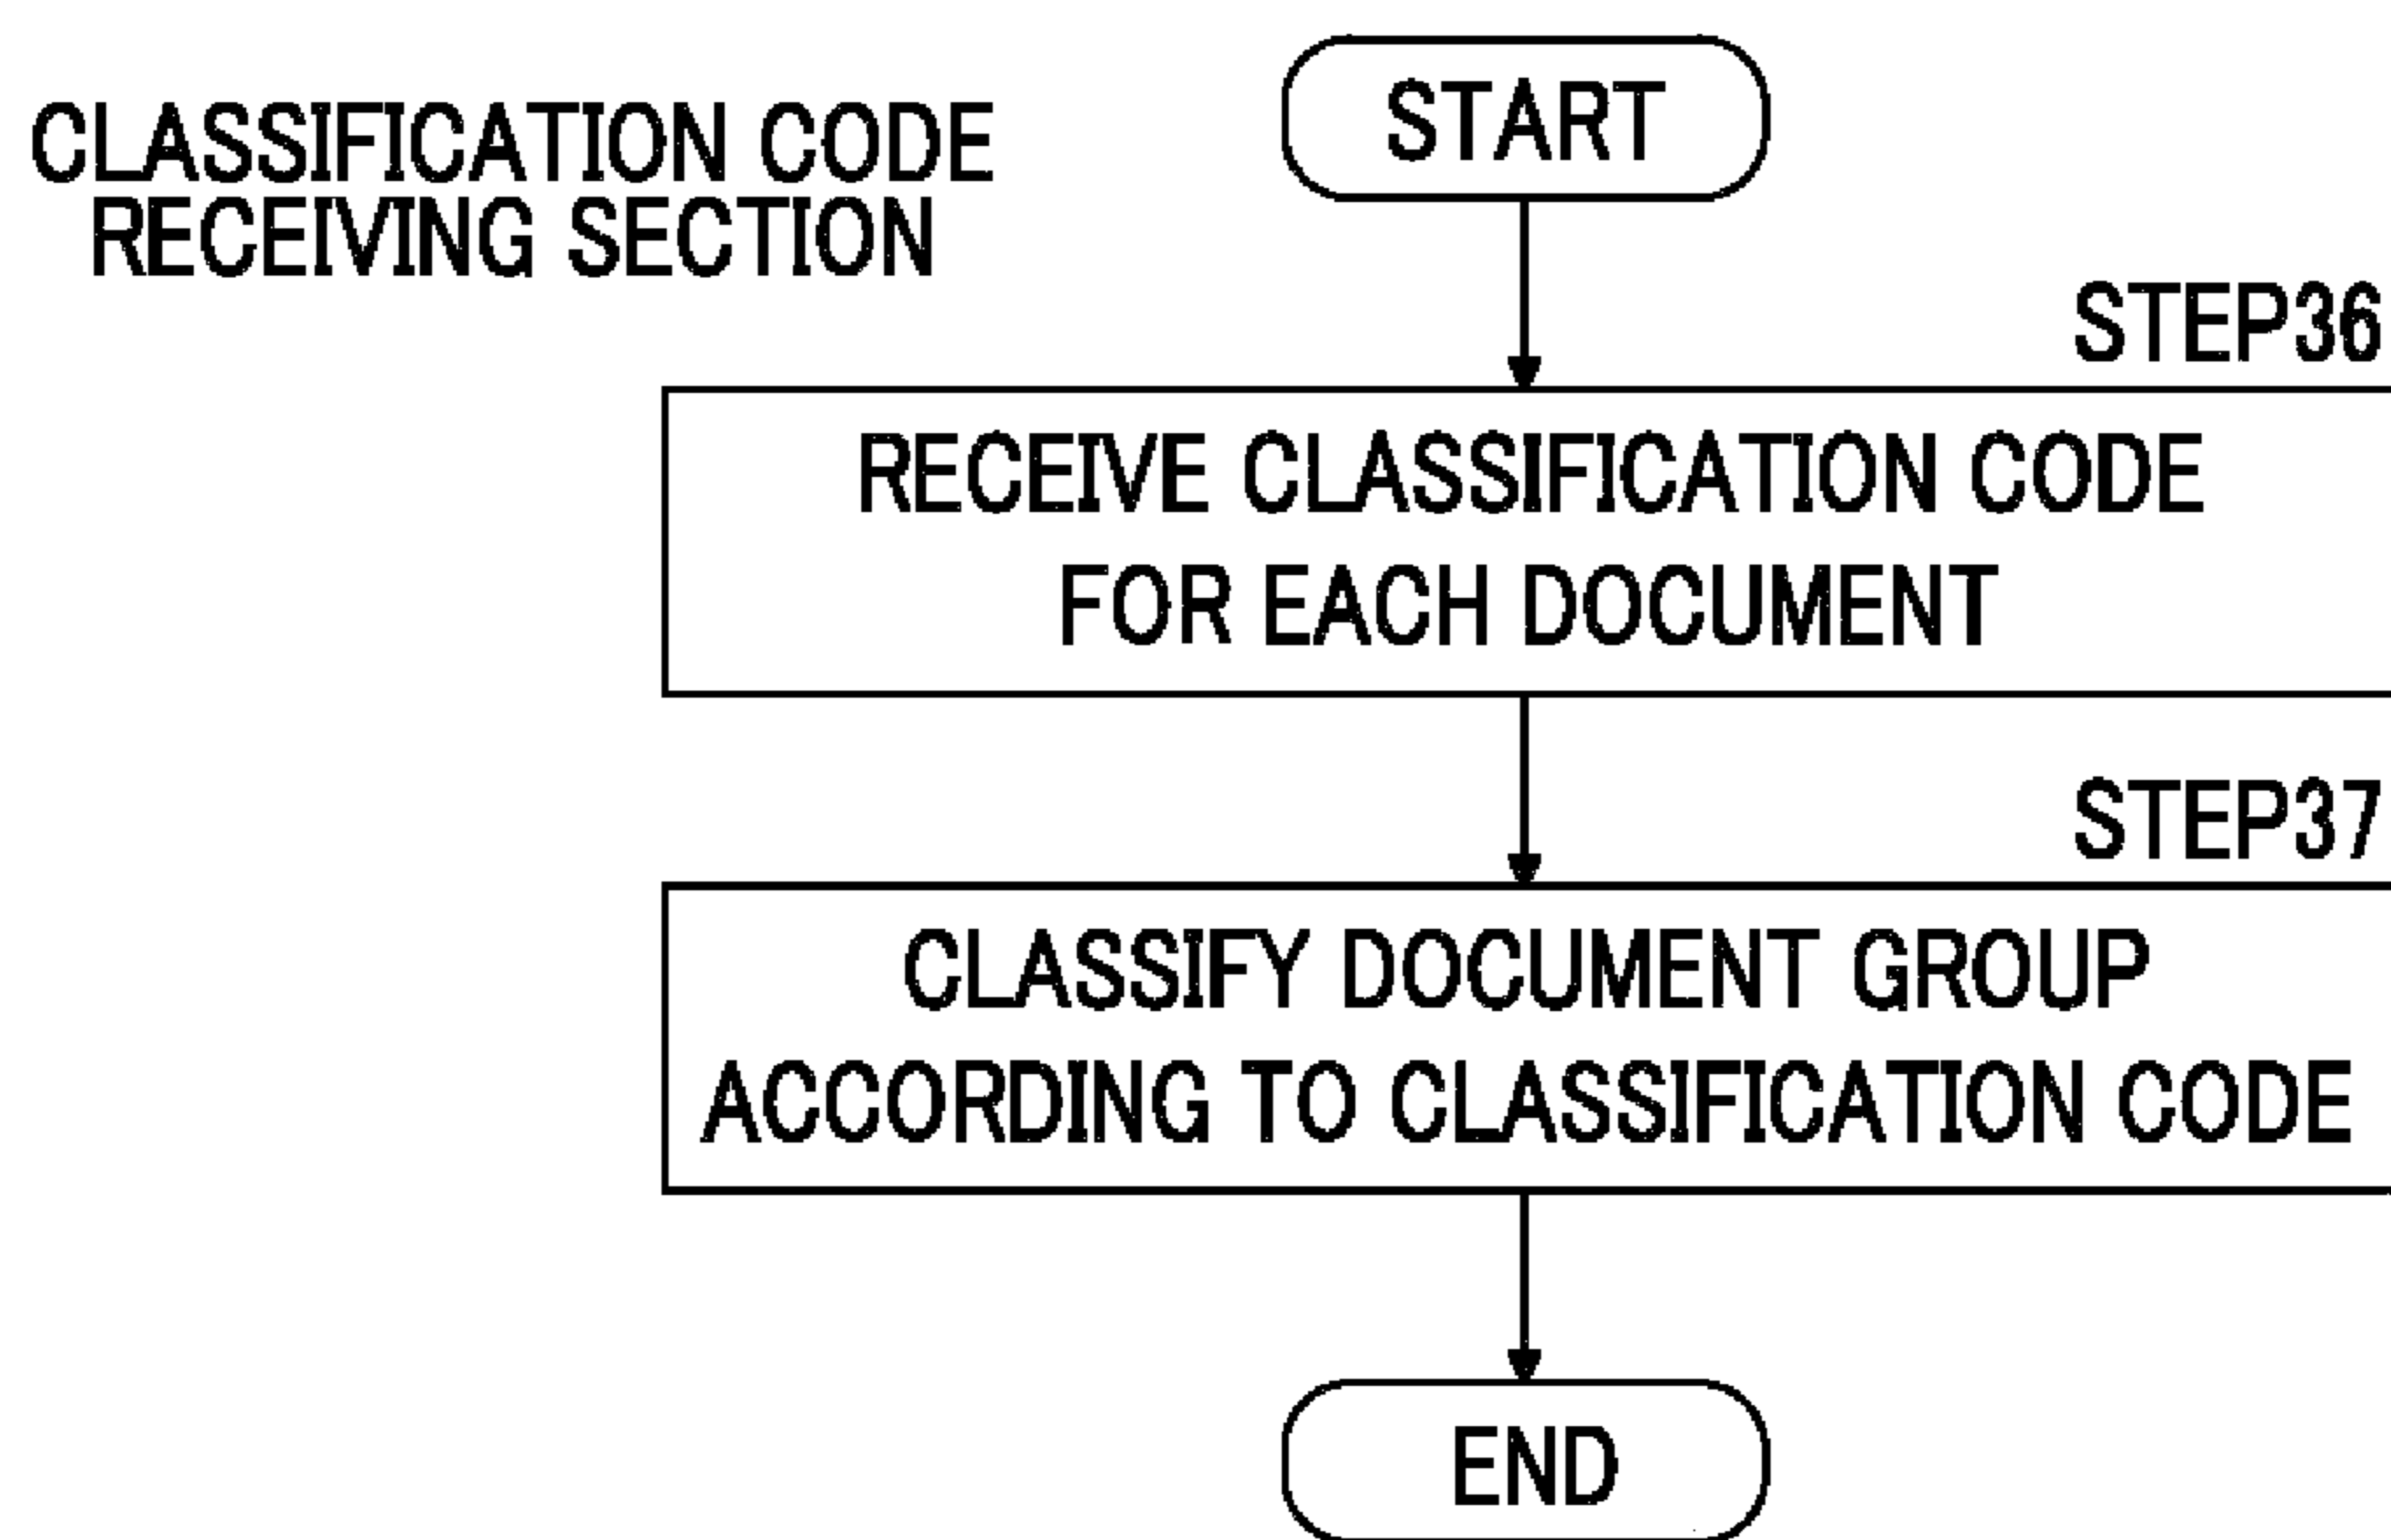 START
CLASSIFICATION CODE
RECEIVING SECTION
STEP36
RECEIVE CLASSIFICATION CODE
FOR EACH DOCUMENT
STEP37
CLASSIFY DOCUMENT GROUP
ACCORDING TO CLASSIFICATION CODE
END